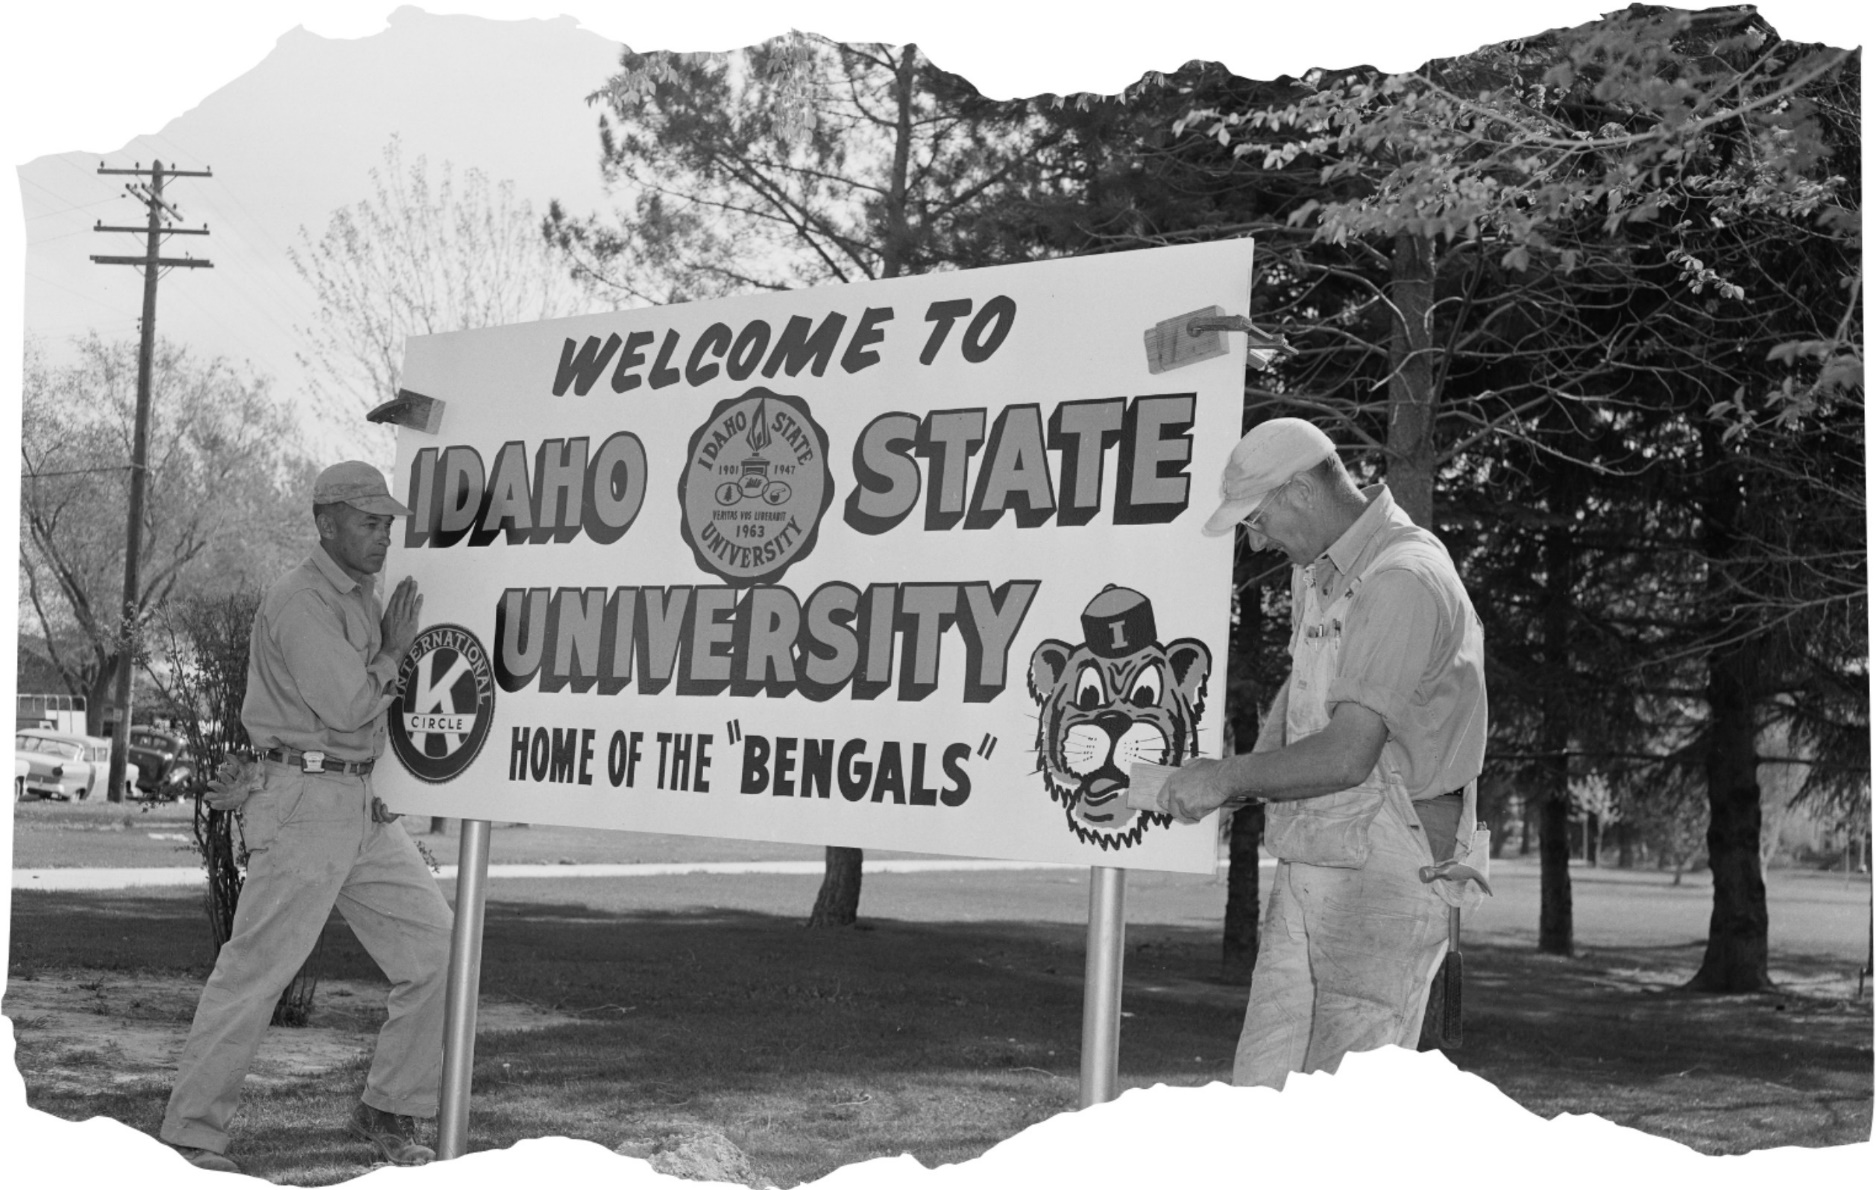 WELCOME TO
IDAHO STATE
IDAHO STATE
1901 1947
VERITAS VOS LIBERABIT
1963
UNIVERSITY
UNIVERSITY
I
INTERNATIONAL
K
CIRCLE
HOME OF THE "BENGALS"